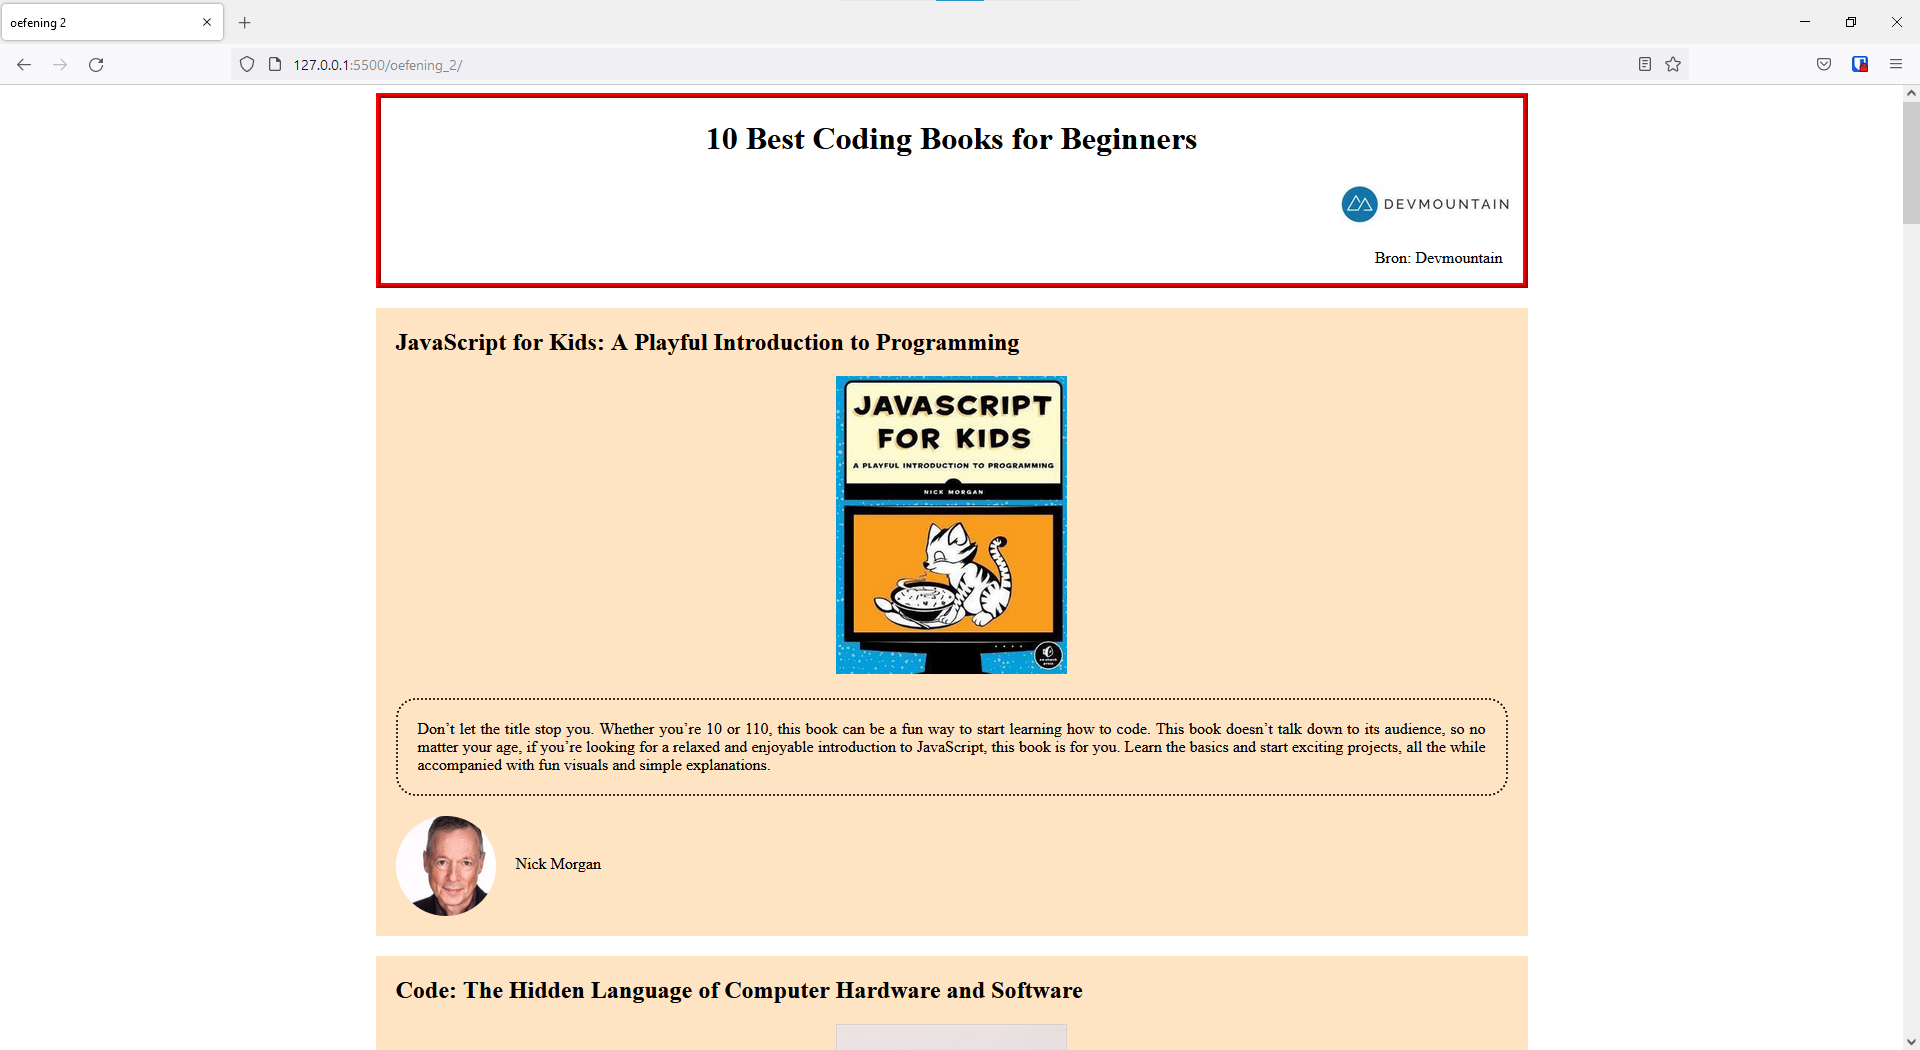 oefening 2
127.0.0.1:5500/oefening_2/
10 Best Coding Books for Beginners
DEVMOUNTAIN
Bron: Devmountain
JavaScript for Kids: A Playful Introduction to Programming
JAVASCRIPT
FOR KIDS
A PLAYFUL INTRODUCTION TO PROGRAMMING
NICK MORGAN
Don’t let the title stop you. Whether you’re 10 or 110, this book can be a fun way to start learning how to code. This book doesn’t talk down to its audience, so no
matter your age, if you’re looking for a relaxed and enjoyable introduction to JavaScript, this book is for you. Learn the basics and start exciting projects, all the while
accompanied with fun visuals and simple explanations.
Nick Morgan
Code: The Hidden Language of Computer Hardware and Software